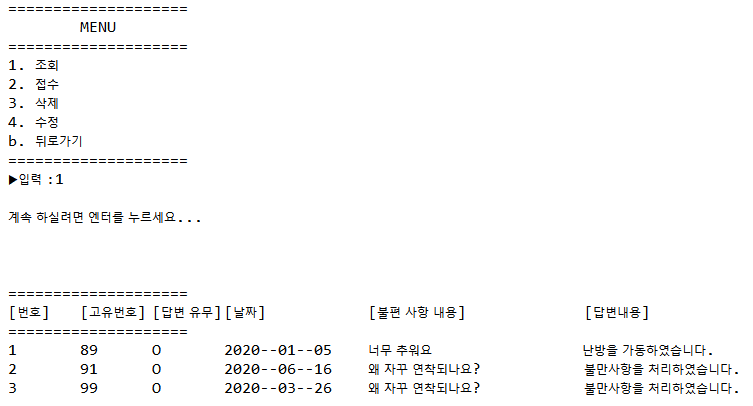 ====================
MENU
====================
1. 조회
2. 접수
3. 삭제
4. 수정
b. 뒤로가기
====================
▶입력 :1
계속 하실려면 엔터를 누르세요...
====================
[번호] [고유번호] [답변 유무] [날짜] [불편 사항 내용] [답변내용]
====================
1 89 O 2020--01--05 너무 추워요 난방을 가동하였습니다.
2 91 O 2020--06--16 왜 자꾸 연착되나요? 불만사항을 처리하였습니다.
3 99 O 2020--03--26 왜 자꾸 연착되나요? 불만사항을 처리하였습니다.